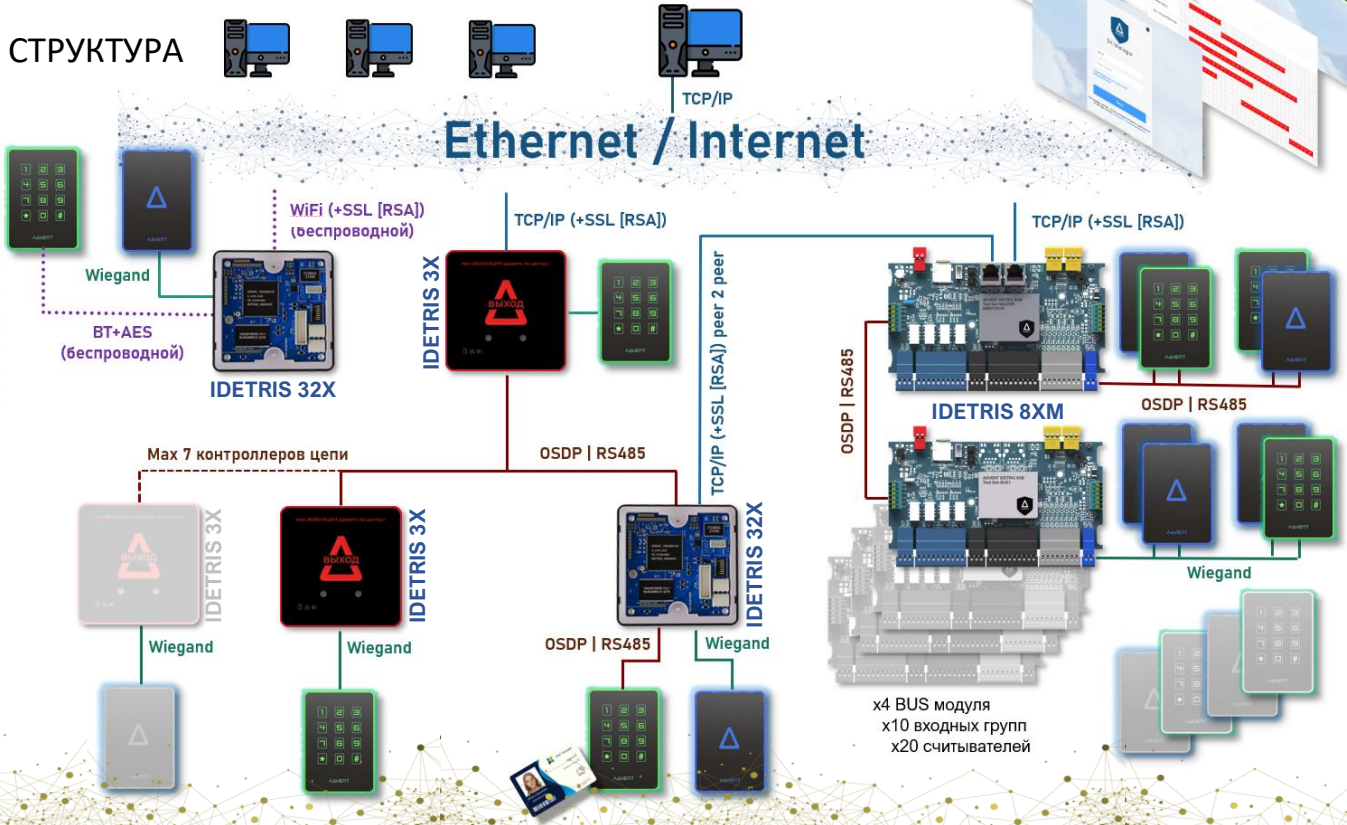 СТРУКТУРА
TCP/IP
Ethernet / Internet
WiFi (+SSL [RSA])
(беспроводной)
TCP/IP (+SSL [RSA])
TCP/IP (+SSL [RSA])
Wiegand
BT+AES
(беспроводной)
IDETRIS 32X
IDETRIS 3X
ВЫХОД
TCP/IP (+SSL [RSA]) peer 2 peer
OSDP | RS485
IDETRIS 8XM
OSDP | RS485
Max 7 контроллеров цепи
OSDP | RS485
ВЫХОД
IDETRIS 3X
ВЫХОД
IDETRIS 3X
IDETRIS 32X
Wiegand
Wiegand
Wiegand
OSDP | RS485
Wiegand
x4 BUS модуля
x10 входных групп
x20 считывателей